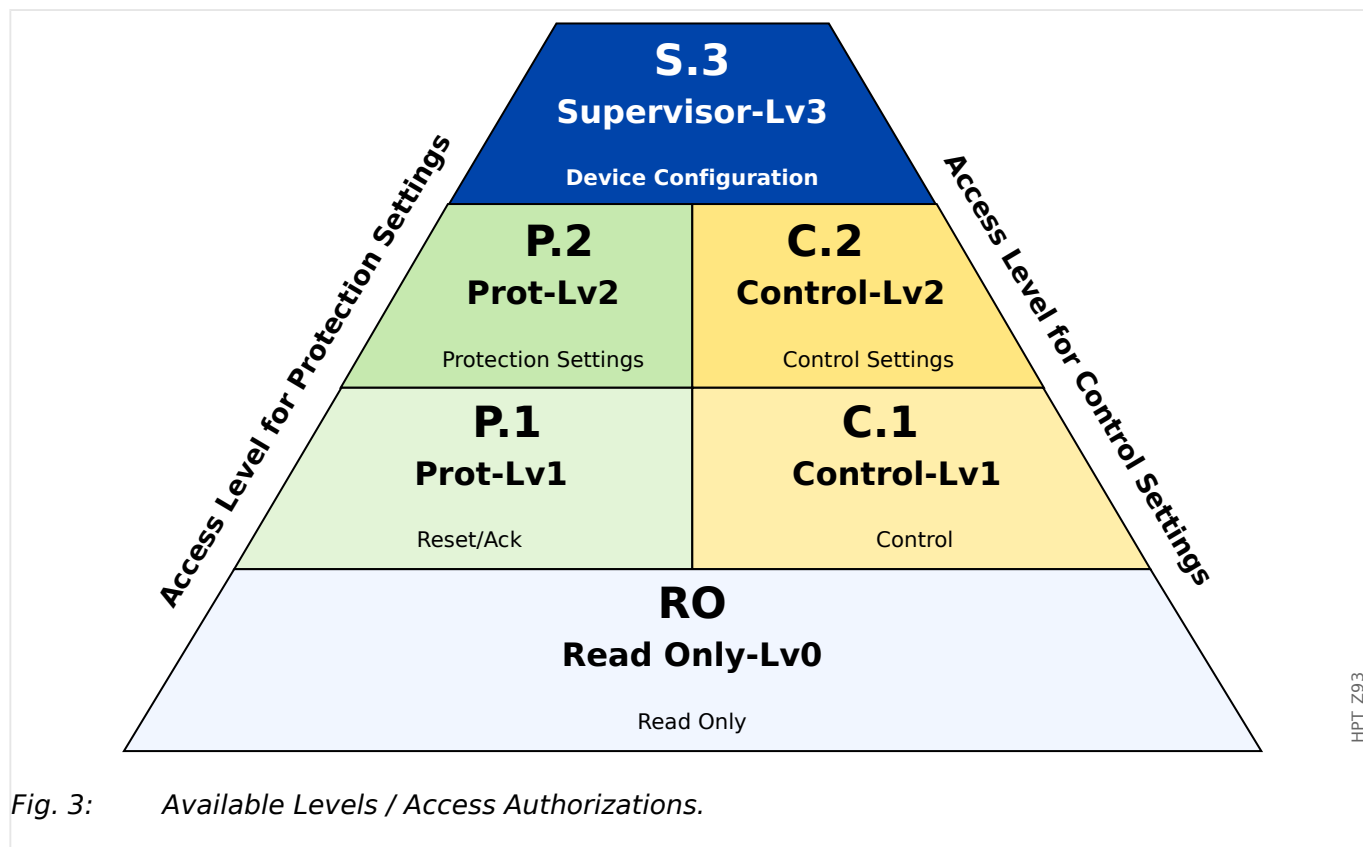 S.3
Supervisor-Lv3
Device Configuration
Access Level for Protection Settings
Access Level for Control Settings
P.2
Prot-Lv2
Protection Settings
C.2
Control-Lv2
Control Settings
P.1
Prot-Lv1
Reset/Ack
C.1
Control-Lv1
Control
RO
Read Only-Lv0
Read Only
HPT_Z93
Fig. 3: Available Levels / Access Authorizations.